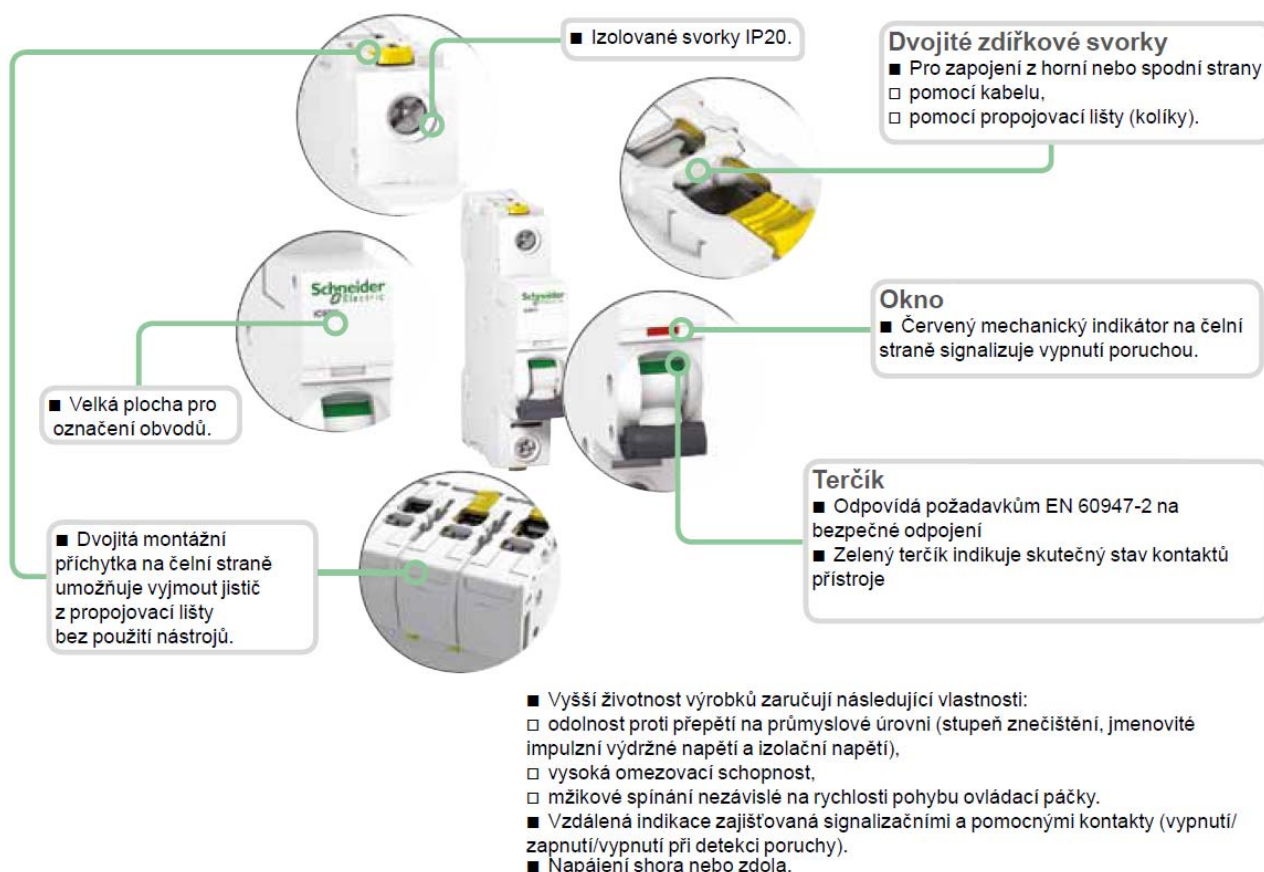 ■ Izolované svorky IP20.
Dvojité zdířkové svorky
■ Pro zapojení z horní nebo spodní strany
□ pomocí kabelu,
□ pomocí propojovací lišty (kolíky).
Schneider
Electric
Schneider
Electric
Okno
■ Červený mechanický indikátor na čelní
straně signalizuje vypnutí poruchou.
■ Velká plocha pro
označení obvodů.
Terčík
■ Odpovídá požadavkům EN 60947-2 na
bezpečné odpojení
■ Zelený terčík indikuje skutečný stav kontaktů
přístroje
■ Dvojitá montážní
příchytka na čelní straně
umožňuje vyjmout jistič
z propojovací lišty
bez použití nástrojů.
■ Vyšší životnost výrobků zaručují následující vlastnosti:
□ odolnost proti přepětí na průmyslové úrovni (stupeň znečištění, jmenovité
impulzní výdržné napětí a izolační napětí),
□ vysoká omezovací schopnost,
□ mžikové spínání nezávislé na rychlosti pohybu ovládací páčky.
■ Vzdálená indikace zajišťovaná signalizačními a pomocnými kontakty (vypnutí/
zapnutí/vypnutí při detekci poruchy).
■ Napájení shora nebo zdola.